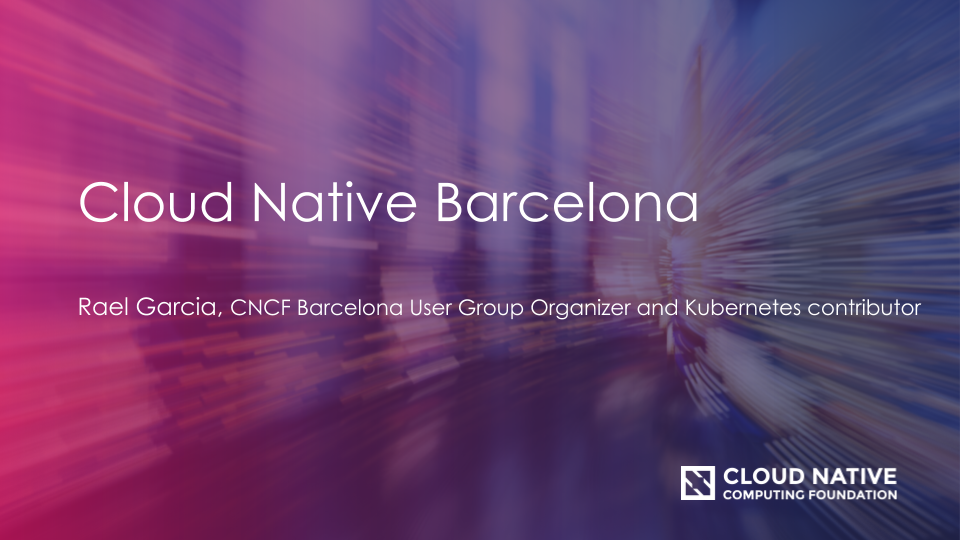 Cloud Native Barcelona
Rael Garcia, CNCF Barcelona User Group Organizer and Kubernetes contributor
CLOUD NATIVE
COMPUTING FOUNDATION